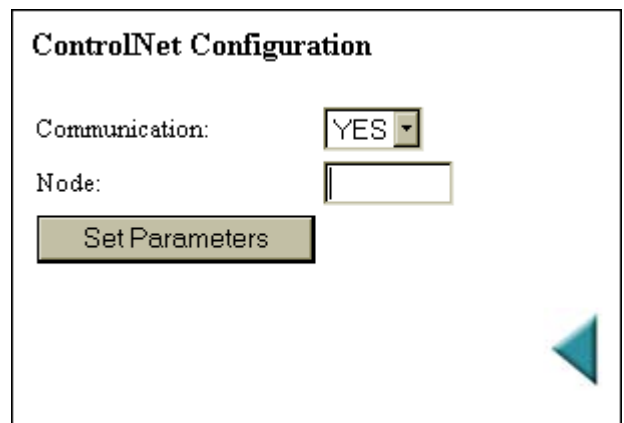 ControlNet Configuration
Communication: YES
Node:
Set Parameters